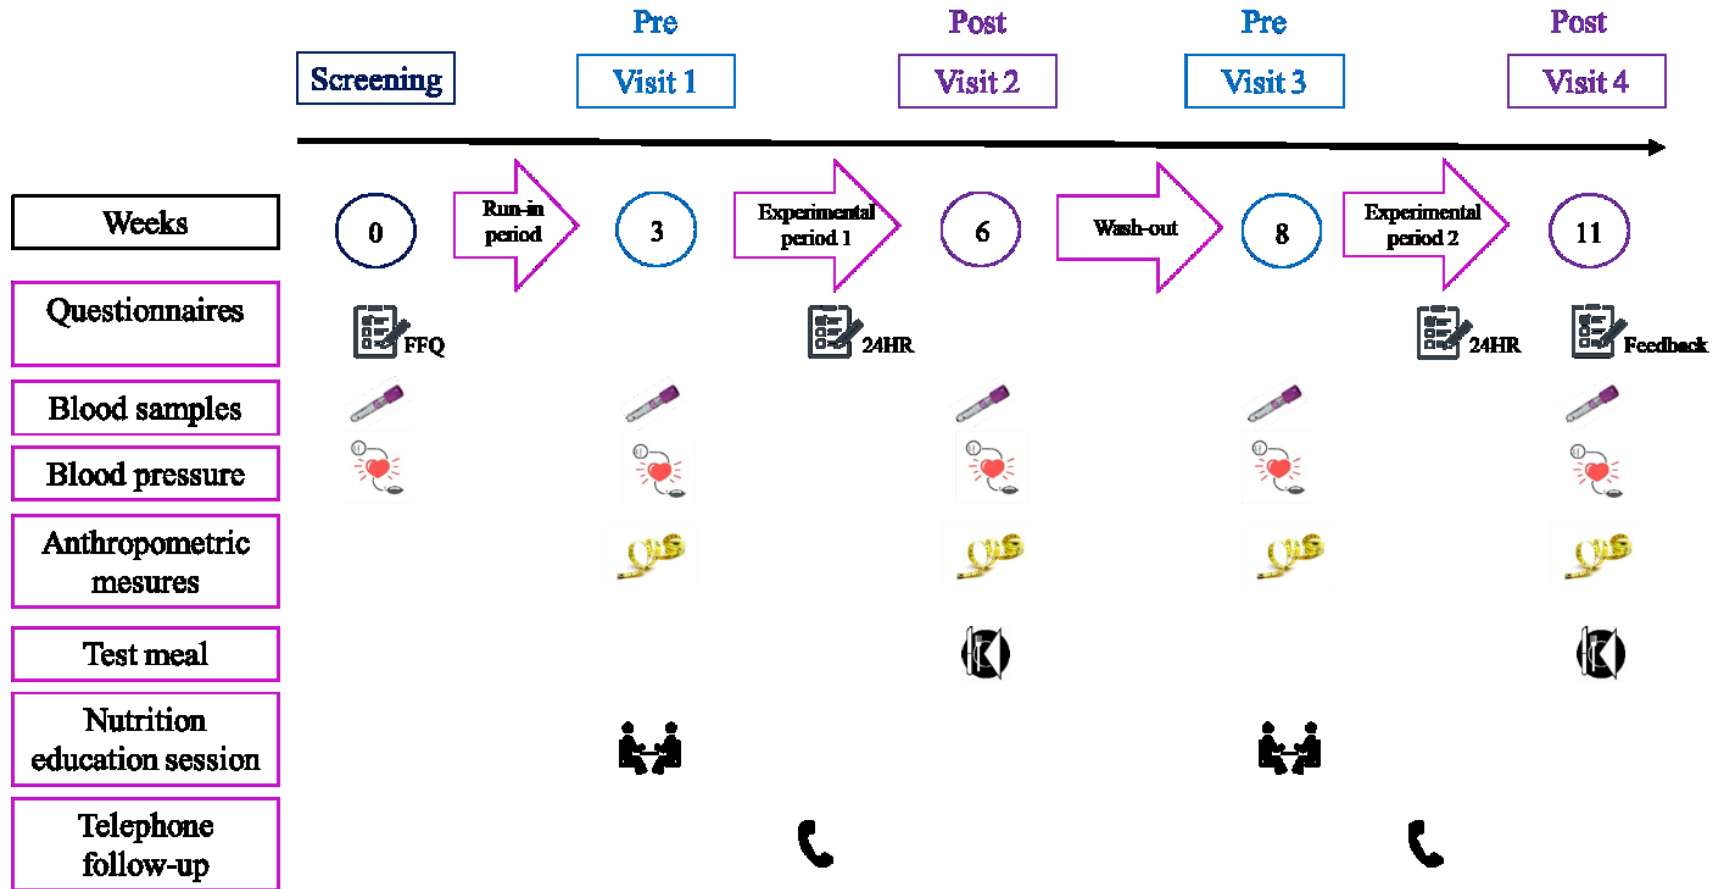 Pre
Post
Pre
Post
Screening
Visit 1
Visit 2
Visit 3
Visit 4
Weeks
0
Run-in
period
3
Experimental
period 1
6
Wash-out
8
Experimental
period 2
11
Questionnaires
FFQ
24HR
24HR
Feedback
Blood samples
Blood pressure
Anthropometric
mesures
Test meal
Nutrition
education session
Telephone
follow-up